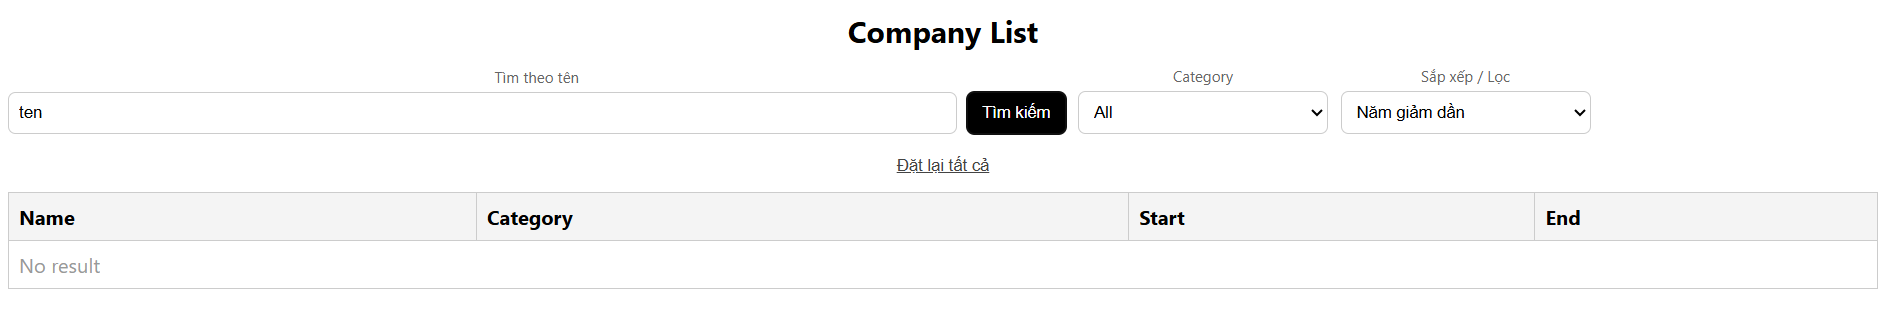 Company List
Tìm theo tên
Category
Sắp xếp / Lọc
ten
Tìm kiếm
All
Năm giảm dần
Đặt lại tất cả
Name
Category
Start
End
No result